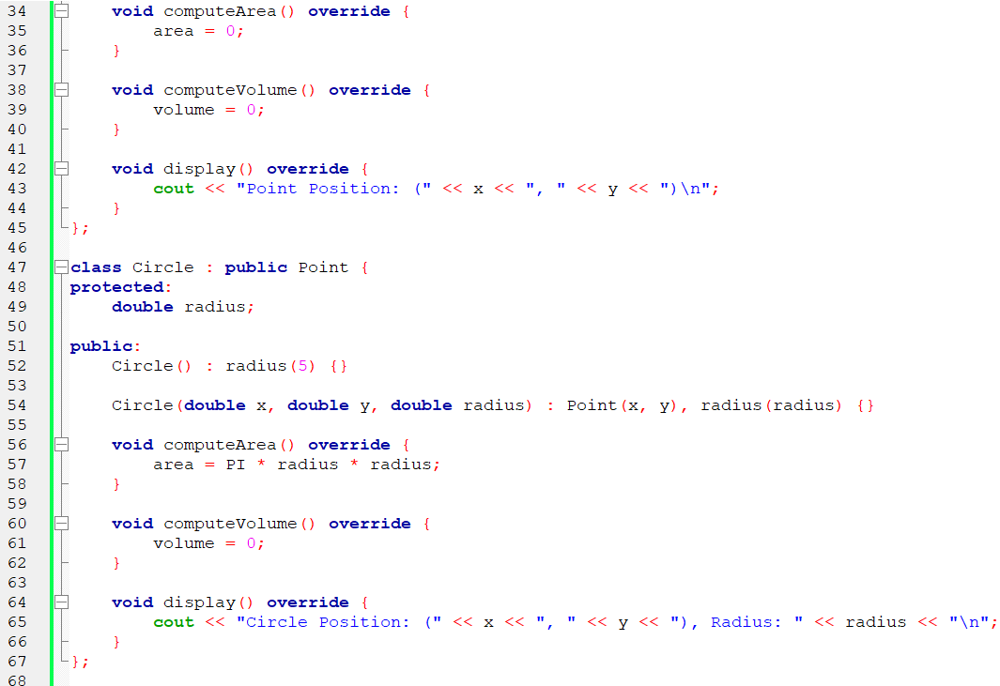 34     void computeArea() override {
35         area = 0;
36     }
37
38     void computeVolume() override {
39         volume = 0;
40     }
41
42     void display() override {
43         cout << "Point Position: (" << x << ", " << y << ")\n";
44     }
45 };
46
47 class Circle : public Point {
48 protected:
49     double radius;
50
51 public:
52     Circle() : radius(5) {}
53
54     Circle(double x, double y, double radius) : Point(x, y), radius(radius) {}
55
56     void computeArea() override {
57         area = PI * radius * radius;
58     }
59
60     void computeVolume() override {
61         volume = 0;
62     }
63
64     void display() override {
65         cout << "Circle Position: (" << x << ", " << y << "), Radius: " << radius << "\n";
66     }
67 };
68